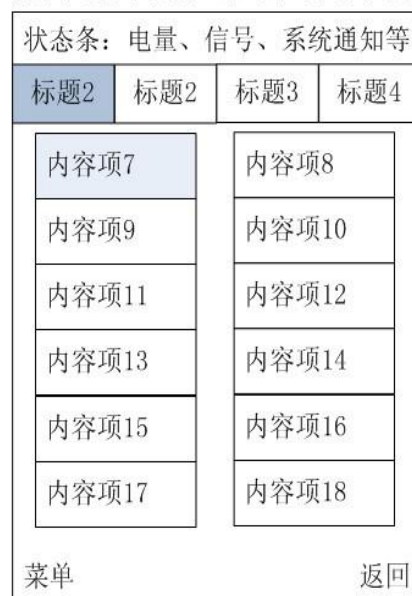 状态条：电量、信号、系统通知等
标题2 标题2 标题3 标题4
内容项7 内容项8
内容项9 内容项10
内容项11 内容项12
内容项13 内容项14
内容项15 内容项16
内容项17 内容项18
菜单 返回